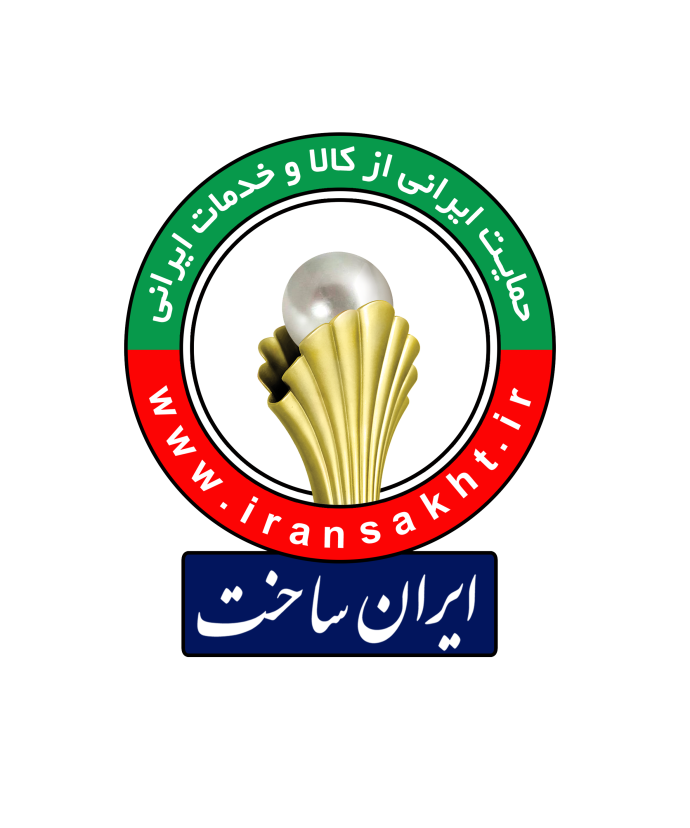 حمایت ایرانی از کالا و خدمات ایرانی
www.iransakht.ir
ایران ساخت